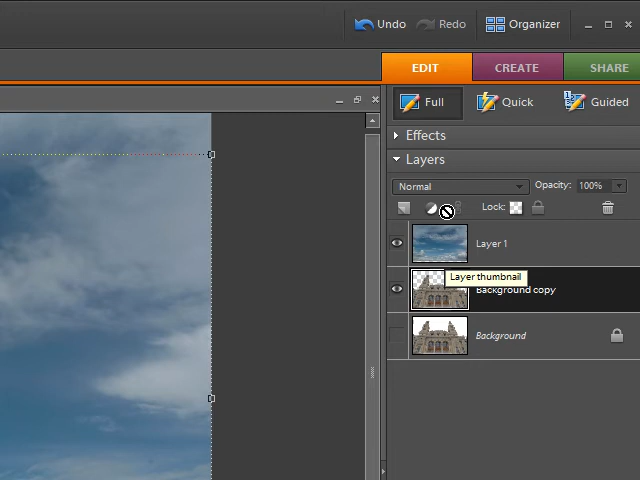 Undo Redo Organizer
EDIT CREATE SHARE
Full Quick Guided
Effects
Layers
Normal Opacity: 100%
Lock:
Layer 1
Layer thumbnail
Background copy
Background